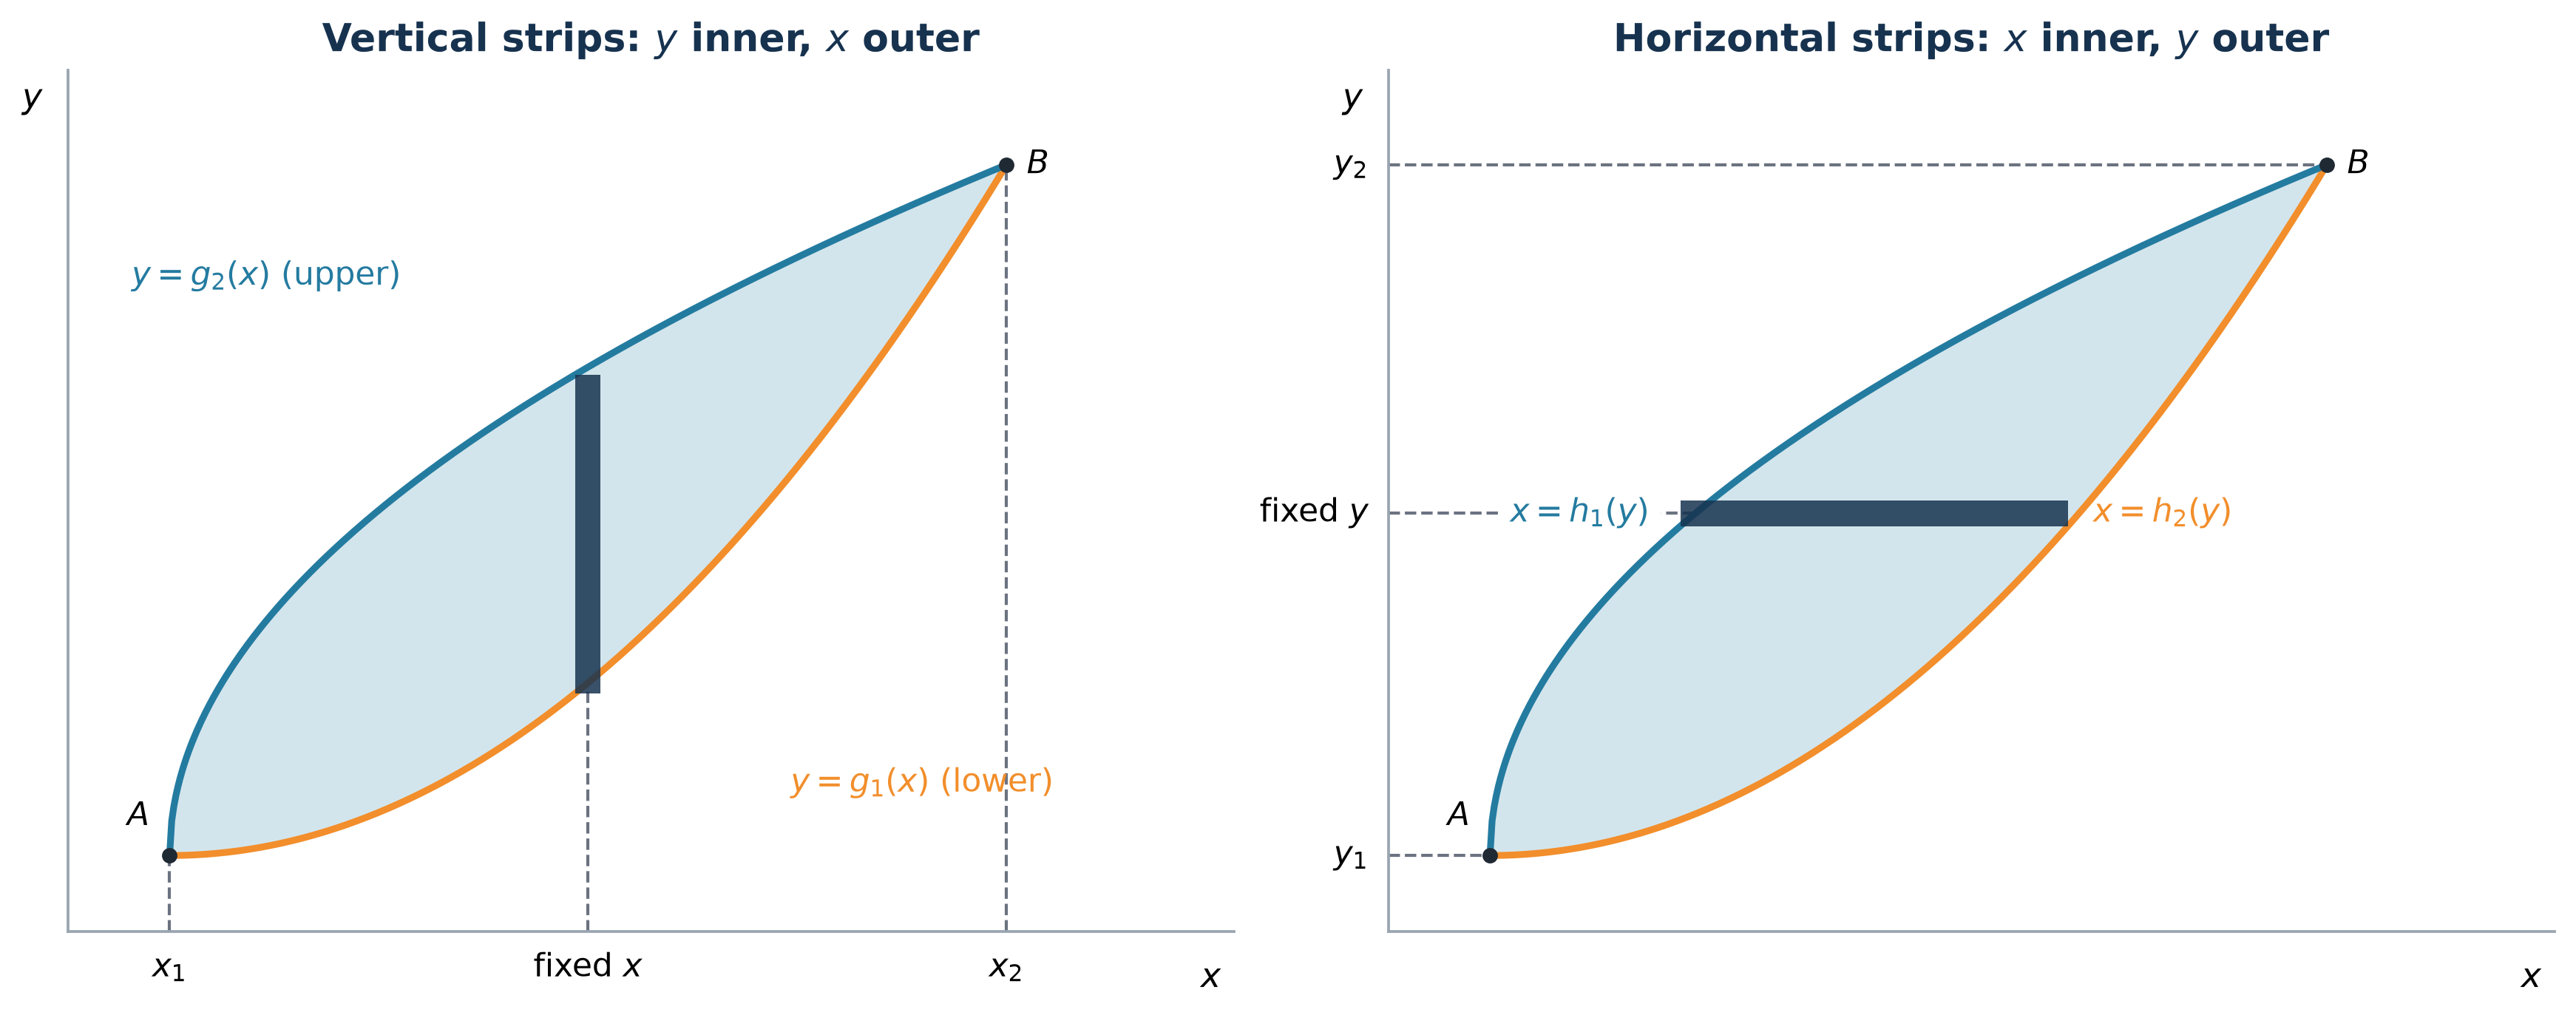 Vertical strips: y inner, x outer
y
B
y = g₂(x) (upper)
y = g₁(x) (lower)
A
x₁
fixed x
x₂
x
Horizontal strips: x inner, y outer
y
y₂
B
fixed y
x = h₁(y)
x = h₂(y)
A
y₁
x